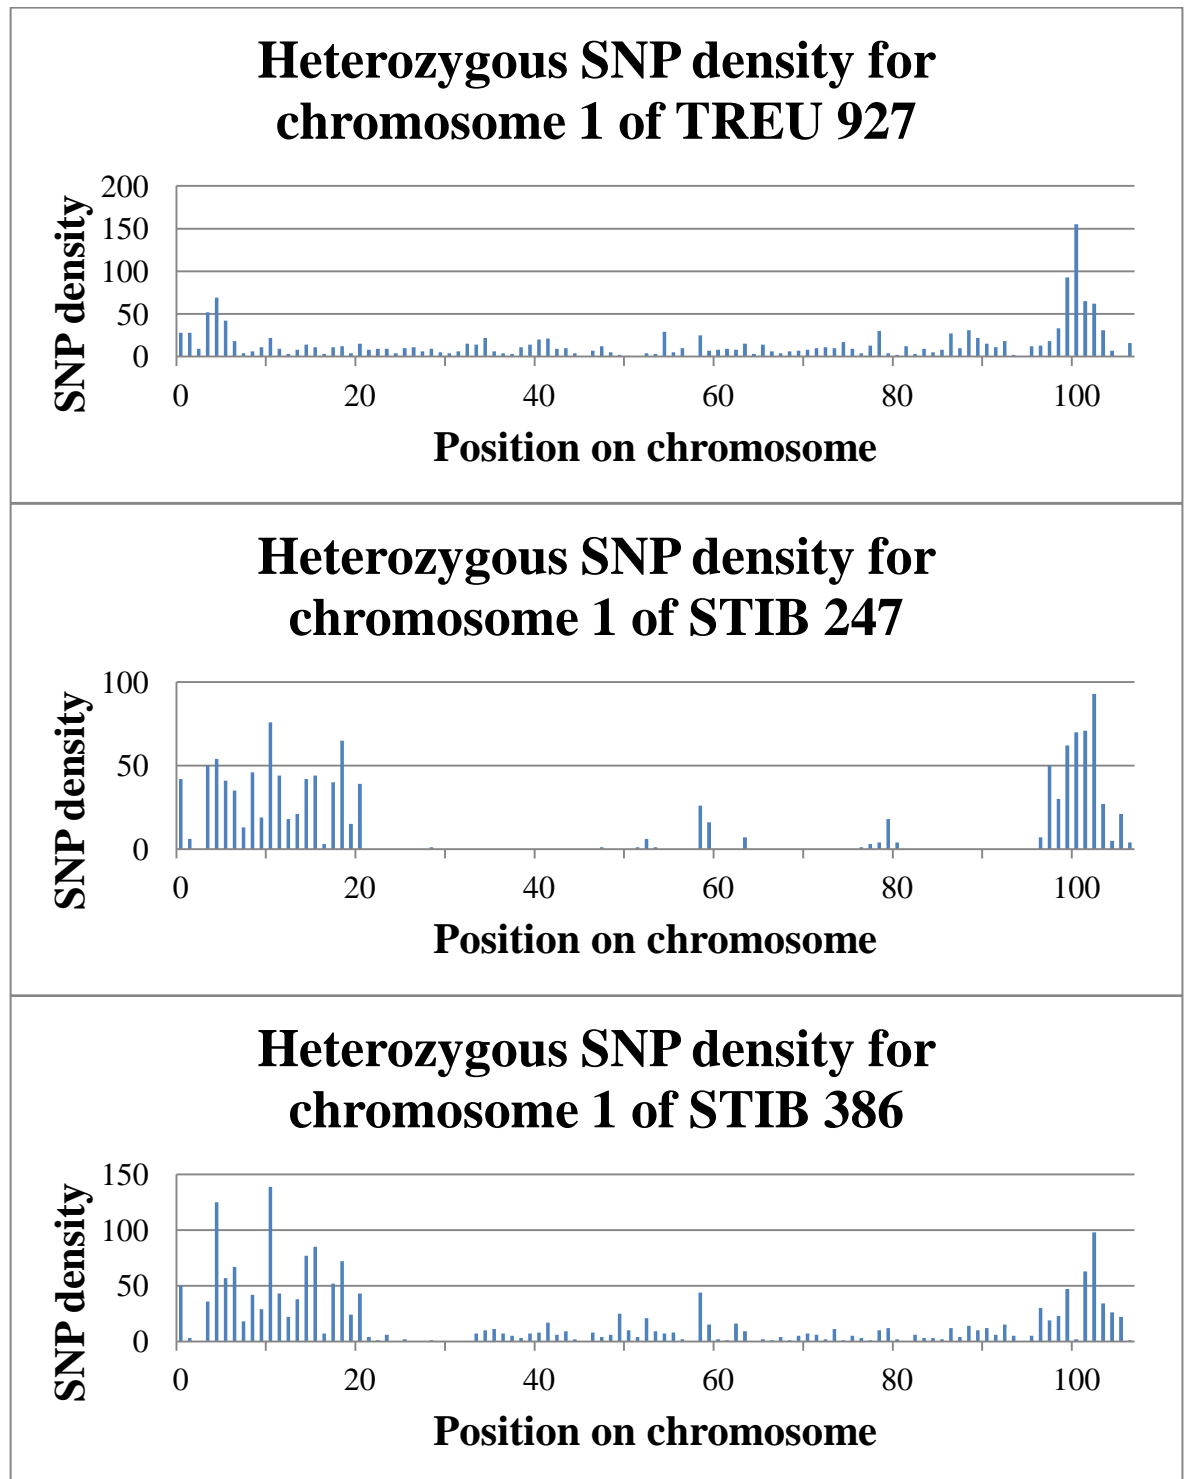 Heterozygous SNP density for
chromosome 1 of TREU 927
SNP density
200
150
100
50
0
0 20 40 60 80 100
Position on chromosome
Heterozygous SNP density for
chromosome 1 of STIB 247
SNP density
100
50
0
0 20 40 60 80 100
Position on chromosome
Heterozygous SNP density for
chromosome 1 of STIB 386
SNP density
150
100
50
0
0 20 40 60 80 100
Position on chromosome